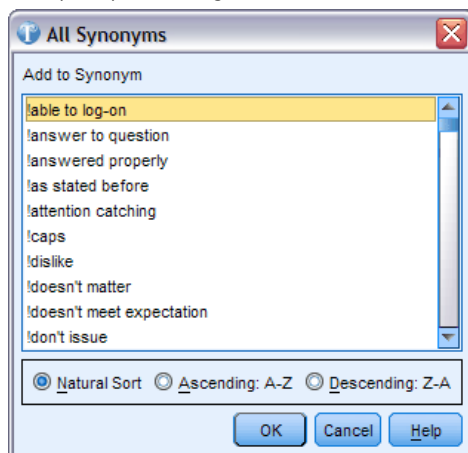 All Synonyms
Add to Synonym
!able to log-on
!answer to question
!answered properly
!as stated before
!attention catching
!caps
!dislike
!doesn't matter
!doesn't meet expectation
!don't issue
Natural Sort Ascending: A-Z Descending: Z-A
OK Cancel Help